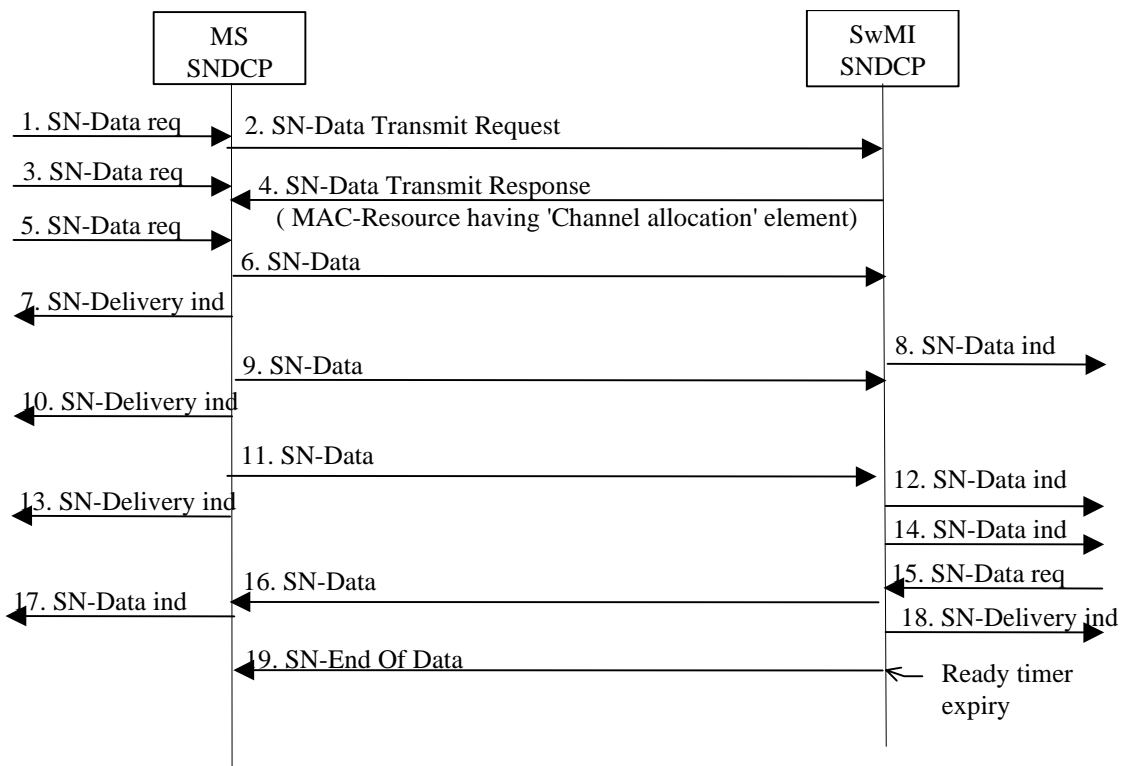 MS
SNDCP
SwMI
SNDCP
1. SN-Data req
2. SN-Data Transmit Request
3. SN-Data req
4. SN-Data Transmit Response
( MAC-Resource having 'Channel allocation' element)
5. SN-Data req
6. SN-Data
7. SN-Delivery ind
8. SN-Data ind
9. SN-Data
10. SN-Delivery ind
11. SN-Data
12. SN-Data ind
13. SN-Delivery ind
14. SN-Data ind
15. SN-Data req
16. SN-Data
17. SN-Data ind
18. SN-Delivery ind
19. SN-End Of Data
Ready timer
expiry